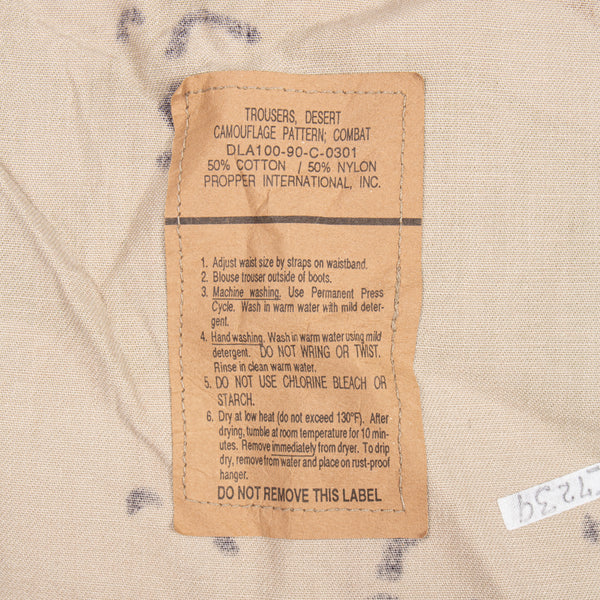 TROUSERS, DESERT
CAMOUFLAGE PATTERN; COMBAT
DLA100-90-C-0301
50% COTTON / 50% NYLON
PROPPER INTERNATIONAL, INC.
1. Adjust waist size by straps on waistband.
2. Blouse trouser outside of boots.
3. Machine washing. Use Permanent Press
Cycle. Wash in warm water with mild deter-
gent.
4. Hand washing. Wash in warm water using mild
detergent. DO NOT WRING OR TWIST.
Rinse in clean warm water.
5. DO NOT USE CHLORINE BLEACH OR
STARCH.
6. Dry at low heat (do not exceed 130°F). After
drying, tumble at room temperature for 10 min-
utes. Remove immediately from dryer. To drip
dry, remove from water and place on rust-proof
hanger.
DO NOT REMOVE THIS LABEL
7239